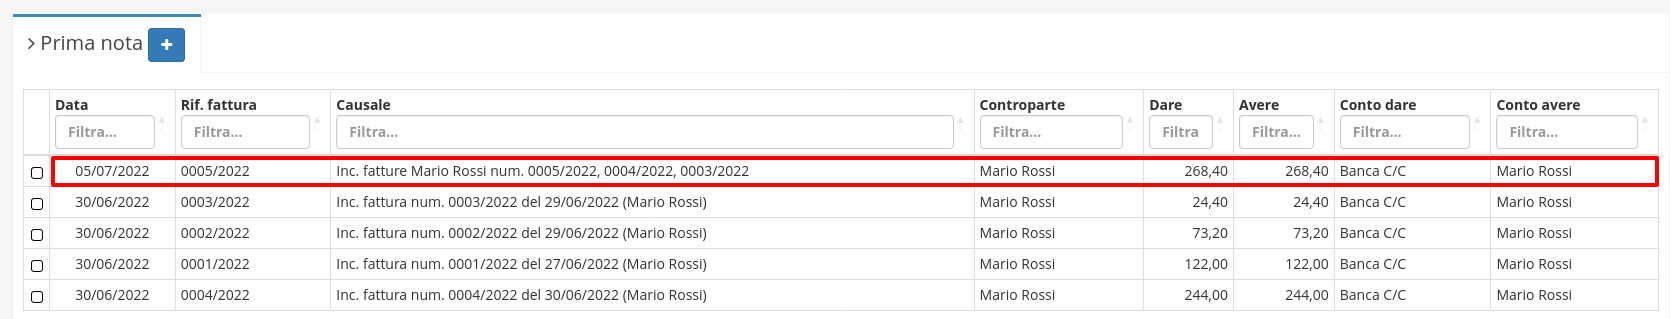 Prima nota +
Data Rif. fattura Causale Controparte Dare Avere Conto dare Conto avere
Filtra... Filtra... Filtra... Filtra... Filtra Filtra... Filtra... Filtra...
05/07/2022 0005/2022 Inc. fatture Mario Rossi num. 0005/2022, 0004/2022, 0003/2022 Mario Rossi 268,40 268,40 Banca C/C Mario Rossi
30/06/2022 0003/2022 Inc. fattura num. 0003/2022 del 29/06/2022 (Mario Rossi) Mario Rossi 24,40 24,40 Banca C/C Mario Rossi
30/06/2022 0002/2022 Inc. fattura num. 0002/2022 del 29/06/2022 (Mario Rossi) Mario Rossi 73,20 73,20 Banca C/C Mario Rossi
30/06/2022 0001/2022 Inc. fattura num. 0001/2022 del 27/06/2022 (Mario Rossi) Mario Rossi 122,00 122,00 Banca C/C Mario Rossi
30/06/2022 0004/2022 Inc. fattura num. 0004/2022 del 30/06/2022 (Mario Rossi) Mario Rossi 244,00 244,00 Banca C/C Mario Rossi